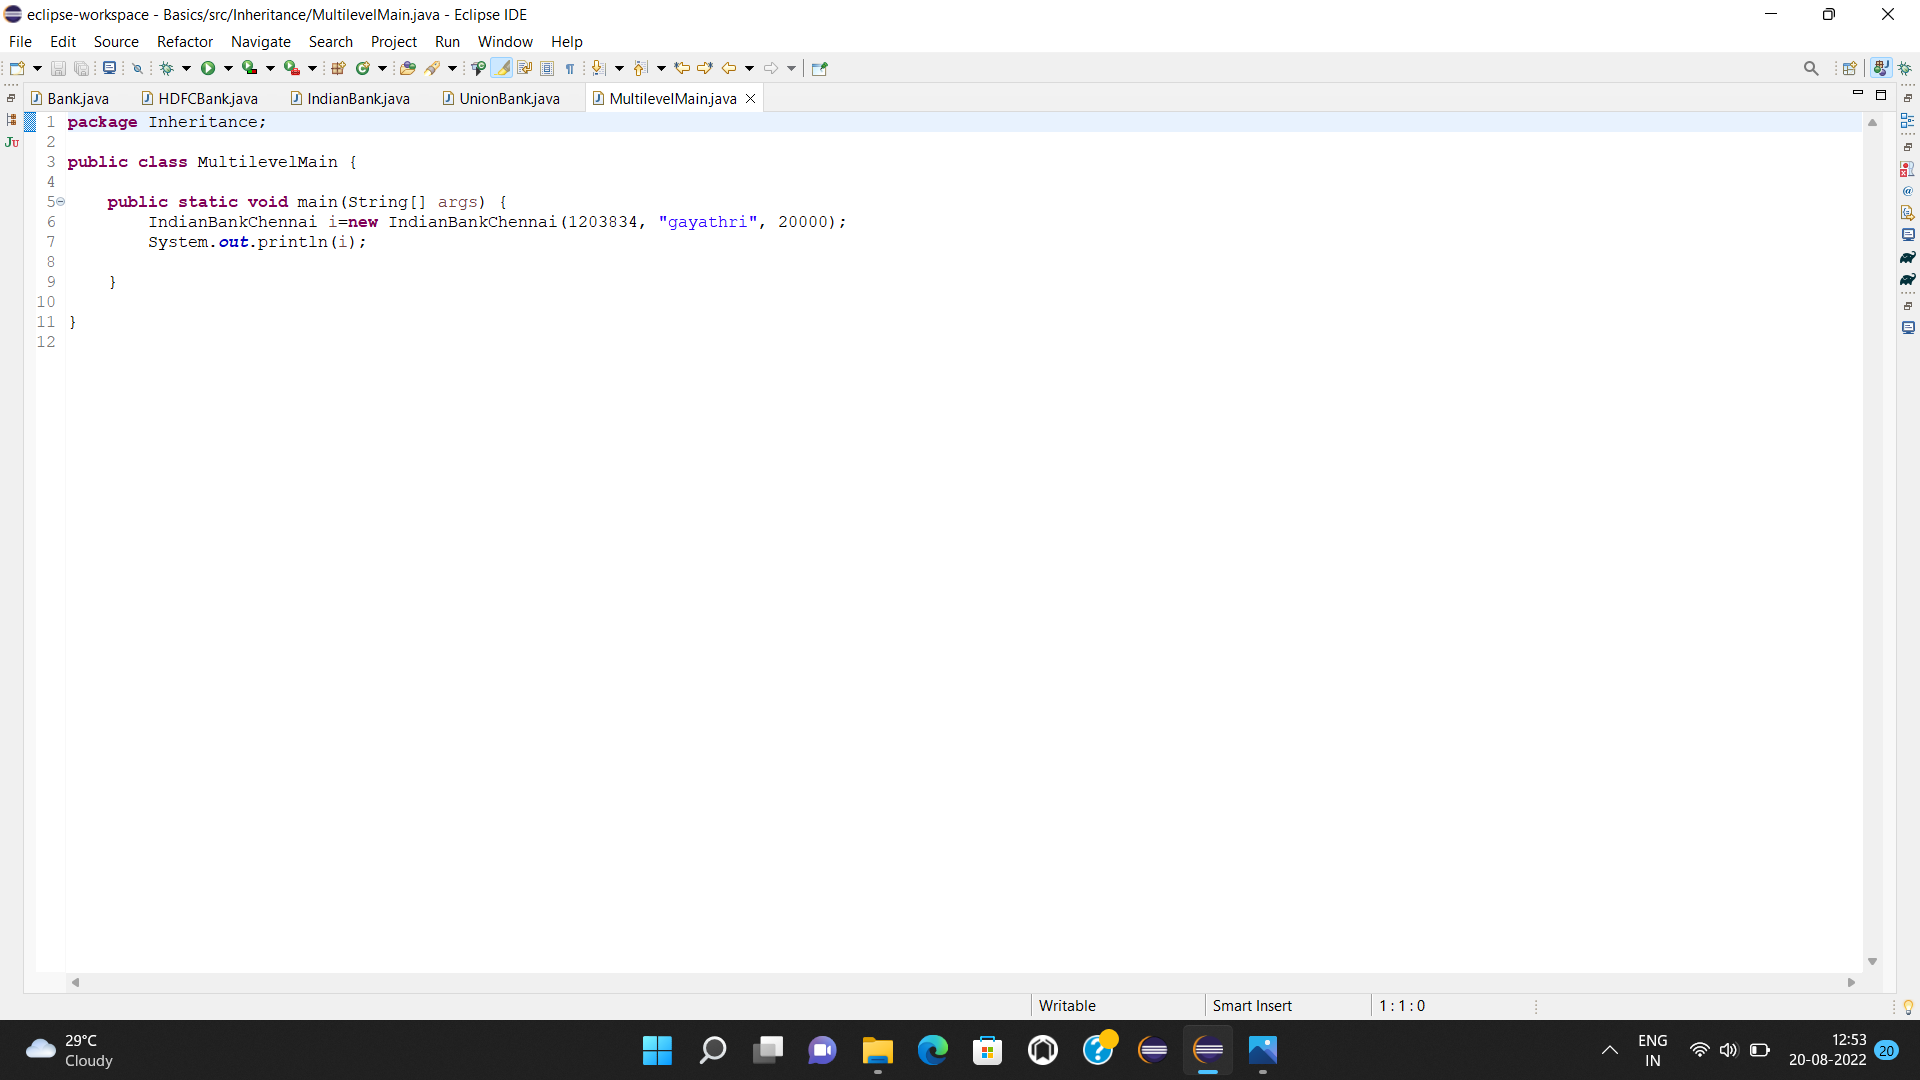 eclipse-workspace - Basics/src/Inheritance/MultilevelMain.java - Eclipse IDE
File Edit Source Refactor Navigate Search Project Run Window Help
Bank.java HDFCBank.java IndianBank.java UnionBank.java MultilevelMain.java
1 package Inheritance;
2
3 public class MultilevelMain {
4
5 public static void main(String[] args) {
6 IndianBankChennai i=new IndianBankChennai(1203834, "gayathri", 20000);
7 System.out.println(i);
8
9 }
10
11 }
12
Writable Smart Insert 1 : 1 : 0
29°C
Cloudy
ENG
IN
12:53
20-08-2022
20